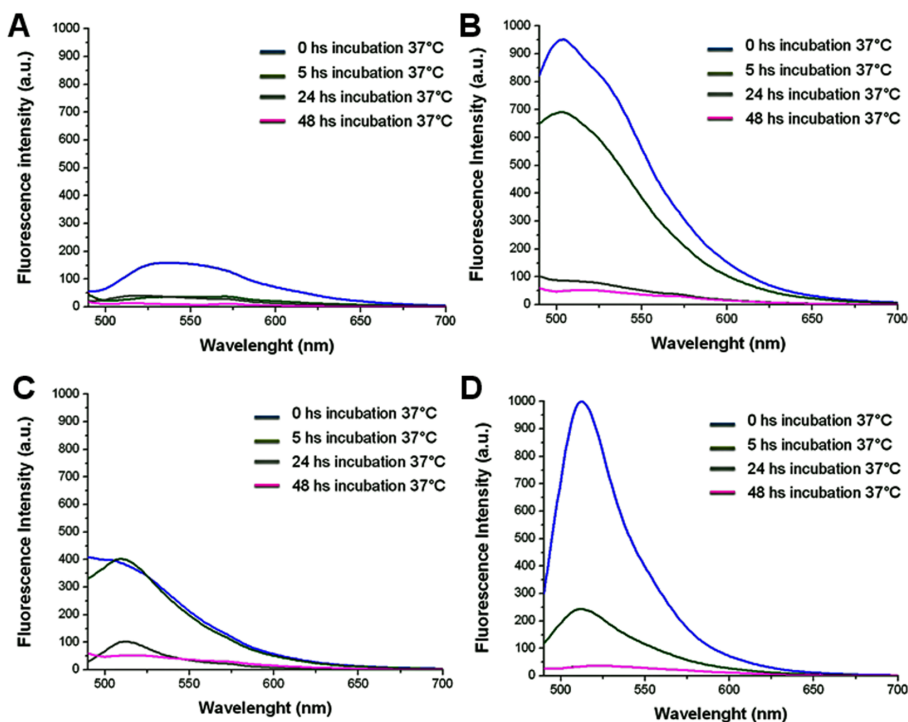 A
Fluorescence intensity (a.u.)
1000
900
800
700
600
500
400
300
200
100
0
0 hs incubation 37°C
5 hs incubation 37°C
24 hs incubation 37°C
48 hs incubation 37°C
500
550
600
650
700
Wavelenght (nm)
B
Fluorescence Intensity (a.u.)
1000
900
800
700
600
500
400
300
200
100
0
0 hs incubation 37°C
5 hs incubation 37°C
24 hs incubation 37°C
48 hs incubation 37°C
500
550
600
650
700
Wavelenght (nm)
C
Fluorescence Intensity (a.u.)
1000
900
800
700
600
500
400
300
200
100
0
0 hs incubation 37°C
5 hs incubation 37°C
24 hs incubation 37°C
48 hs incubation 37°C
500
550
600
650
700
Wavelenght (nm)
D
Fluorescence Intensity (a.u.)
1000
900
800
700
600
500
400
300
200
100
0
0 hs incubation 37°C
5 hs incubation 37°C
24 hs incubation 37°C
48 hs incubation 37°C
500
550
600
650
700
Wavelenght (nm)